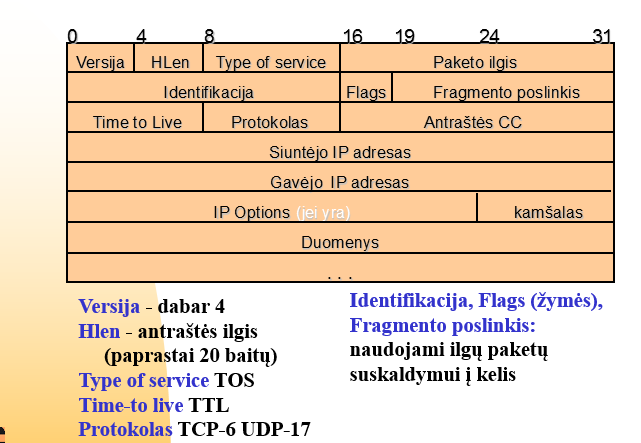 0 4 8 16 19 24 31
Versija HLen Type of service Paketo ilgis
Identifikacija Flags Fragmento poslinkis
Time to Live Protokolas Antraštės CC
Siuntėjo IP adresas
Gavėjo IP adresas
IP Options (jei yra) kamšalas
Duomenys
. . .
Versija - dabar 4
Hlen - antraštės ilgis
(paprastai 20 baitų)
Type of service TOS
Time-to live TTL
Protokolas TCP-6 UDP-17
Identifikacija, Flags (žymės),
Fragmento poslinkis:
naudojami ilgų paketų
suskaldymui į kelis